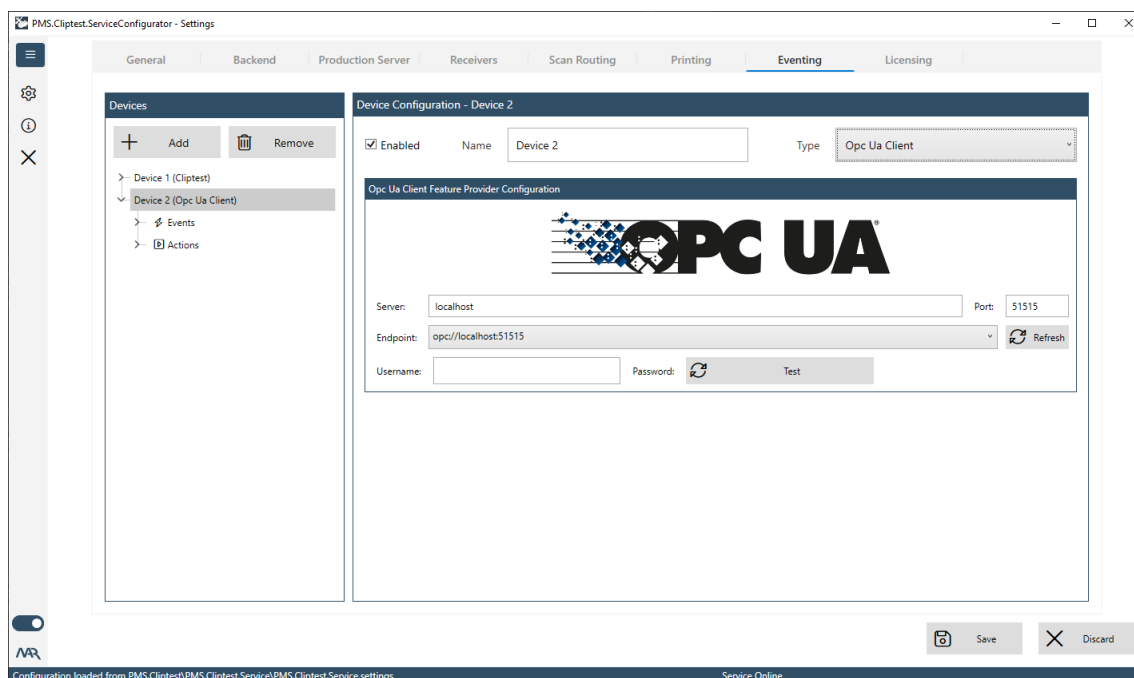 PMS.Cliptest.ServiceConfigurator - Settings
General Backend Production Server Receivers Scan Routing Printing Eventing Licensing
Devices
Add Remove
Device 1 (Cliptest)
Device 2 (Opc Ua Client)
Events
Actions
Device Configuration - Device 2
Enabled Name Device 2 Type Opc Ua Client
Opc Ua Client Feature Provider Configuration
OPC UA
Server: localhost Port: 51515
Endpoint: opc://localhost:51515 Refresh
Username: Password: Test
Save Discard
MAR
Configuration loaded from PMS.Cliptest\PMS.Cliptest.Service\PMS.Cliptest.Service.settings Service Online